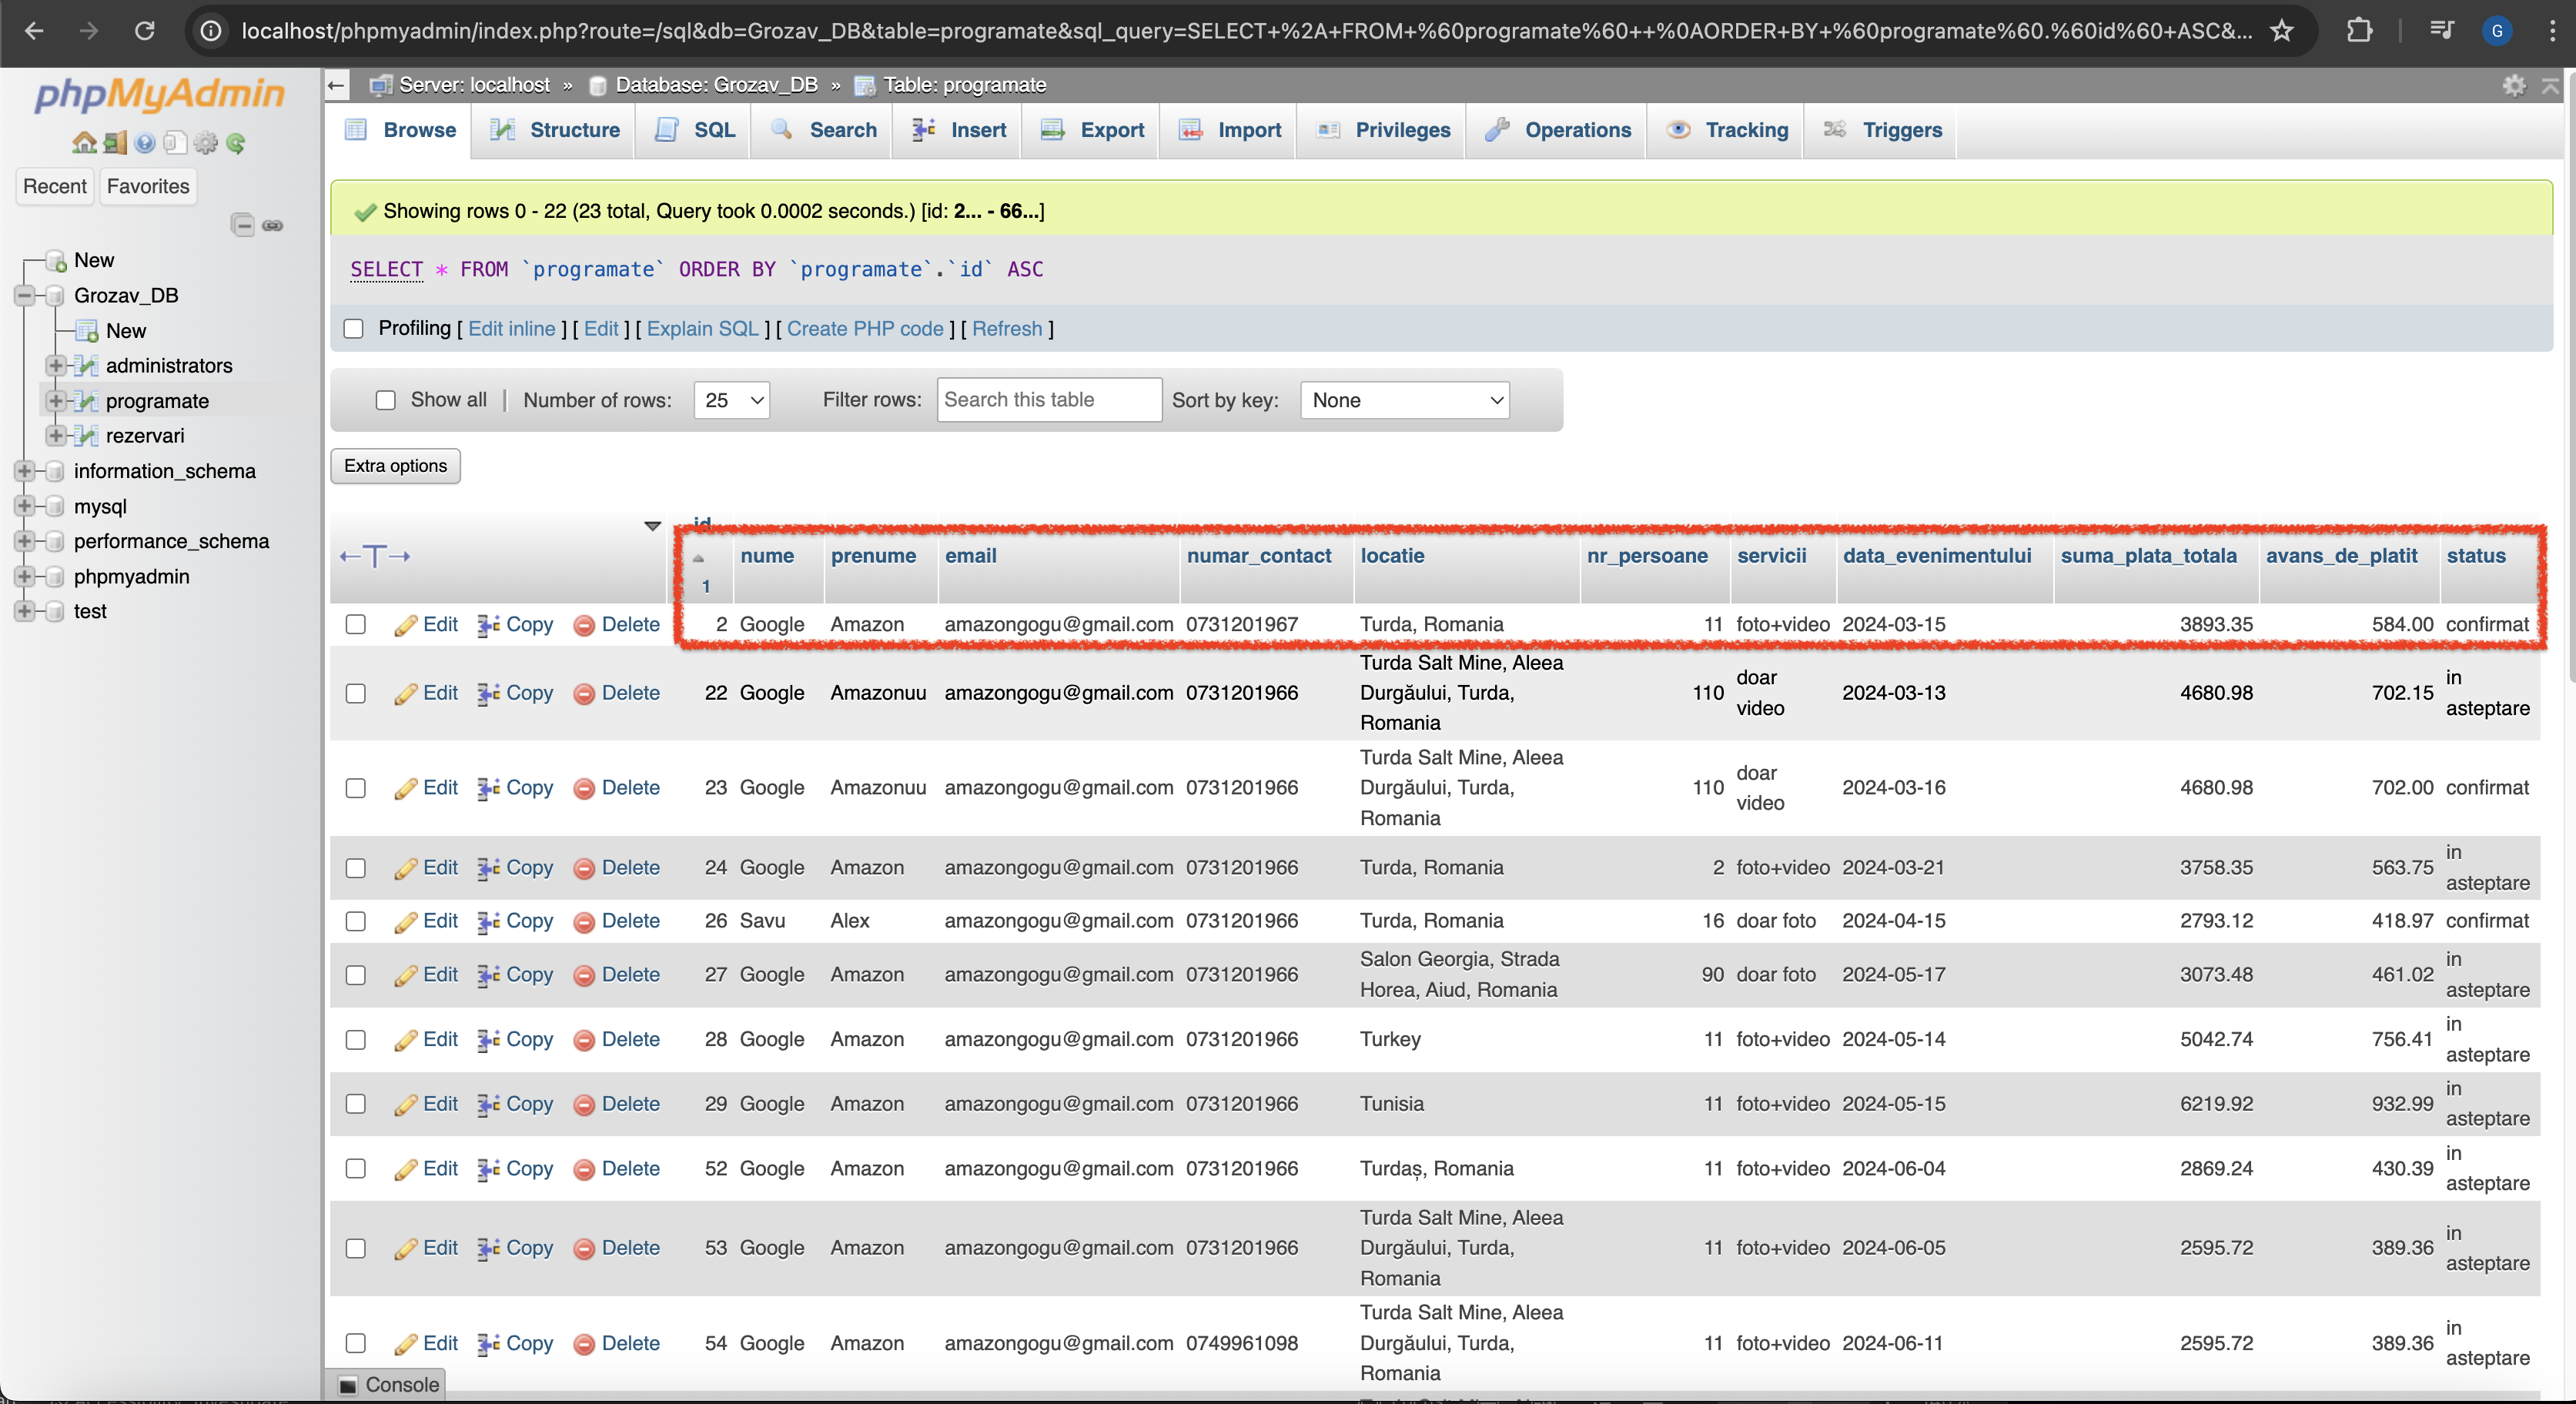 localhost/phpmyadmin/index.php?route=/sql&db=Grozav_DB&table=programate&sql_query=SELECT+%2A+FROM+%60programate%60++%0AORDER+BY+%60programate%60.%60id%60+ASC&...
G
phpMyAdmin
Recent Favorites
New
Grozav_DB
New
administrators
programate
rezervari
information_schema
mysql
performance_schema
phpmyadmin
test
Server: localhost » Database: Grozav_DB » Table: programate
Browse Structure SQL Search Insert Export Import Privileges Operations Tracking Triggers
Showing rows 0 - 22 (23 total, Query took 0.0002 seconds.) [id: 2... - 66...]
SELECT * FROM `programate` ORDER BY `programate`.`id` ASC
Profiling [ Edit inline ] [ Edit ] [ Explain SQL ] [ Create PHP code ] [ Refresh ]
Show all | Number of rows: 25 Filter rows: Search this table Sort by key: None
Extra options
←T→ id 1 nume prenume email numar_contact locatie nr_persoane servicii data_evenimentului suma_plata_totala avans_de_platit status
Edit Copy Delete 2 Google Amazon amazongogu@gmail.com 0731201967 Turda, Romania 11 foto+video 2024-03-15 3893.35 584.00 confirmat
Edit Copy Delete 22 Google Amazonuu amazongogu@gmail.com 0731201966 Turda Salt Mine, Aleea Durgăului, Turda, Romania 110 doar video 2024-03-13 4680.98 702.15 in asteptare
Edit Copy Delete 23 Google Amazonuu amazongogu@gmail.com 0731201966 Turda Salt Mine, Aleea Durgăului, Turda, Romania 110 doar video 2024-03-16 4680.98 702.00 confirmat
Edit Copy Delete 24 Google Amazon amazongogu@gmail.com 0731201966 Turda, Romania 2 foto+video 2024-03-21 3758.35 563.75 in asteptare
Edit Copy Delete 26 Savu Alex amazongogu@gmail.com 0731201966 Turda, Romania 16 doar foto 2024-04-15 2793.12 418.97 confirmat
Edit Copy Delete 27 Google Amazon amazongogu@gmail.com 0731201966 Salon Georgia, Strada Horea, Aiud, Romania 90 doar foto 2024-05-17 3073.48 461.02 in asteptare
Edit Copy Delete 28 Google Amazon amazongogu@gmail.com 0731201966 Turkey 11 foto+video 2024-05-14 5042.74 756.41 in asteptare
Edit Copy Delete 29 Google Amazon amazongogu@gmail.com 0731201966 Tunisia 11 foto+video 2024-05-15 6219.92 932.99 in asteptare
Edit Copy Delete 52 Google Amazon amazongogu@gmail.com 0731201966 Turdaș, Romania 11 foto+video 2024-06-04 2869.24 430.39 in asteptare
Edit Copy Delete 53 Google Amazon amazongogu@gmail.com 0731201966 Turda Salt Mine, Aleea Durgăului, Turda, Romania 11 foto+video 2024-06-05 2595.72 389.36 in asteptare
Edit Copy Delete 54 Google Amazon amazongogu@gmail.com 0749961098 Turda Salt Mine, Aleea Durgăului, Turda, Romania 11 foto+video 2024-06-11 2595.72 389.36 in asteptare
Console